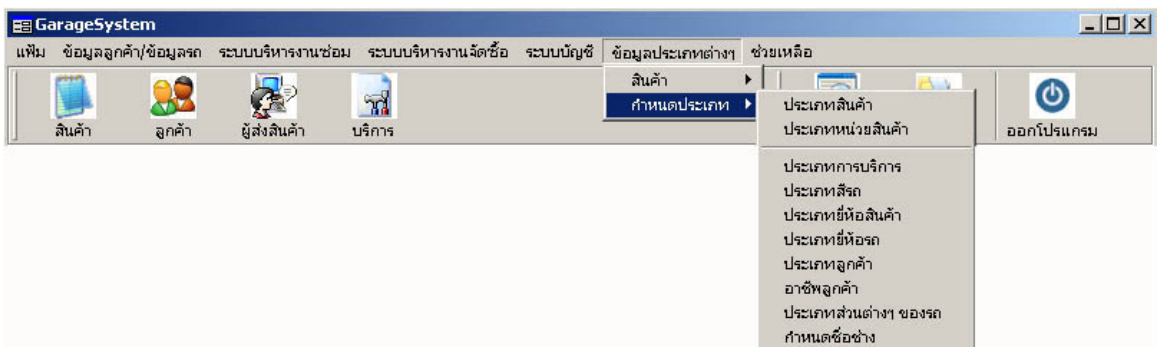 GarageSystem
แฟ้ม ข้อมูลลูกค้า/ข้อมูลรถ ระบบบริหารงานซ่อม ระบบบริหารงานจัดซื้อ ระบบบัญชี ข้อมูลประเภทต่างๆ ช่วยเหลือ
สินค้า ลูกค้า ผู้ส่งสินค้า บริการ ออกโปรแกรม
สินค้า
กำหนดประเภท
ประเภทสินค้า
ประเภทหน่วยสินค้า
ประเภทการบริการ
ประเภทสีรถ
ประเภทยี่ห้อสินค้า
ประเภทยี่ห้อรถ
ประเภทลูกค้า
อาชีพลูกค้า
ประเภทส่วนต่างๆ ของรถ
กำหนดชื่อช่าง